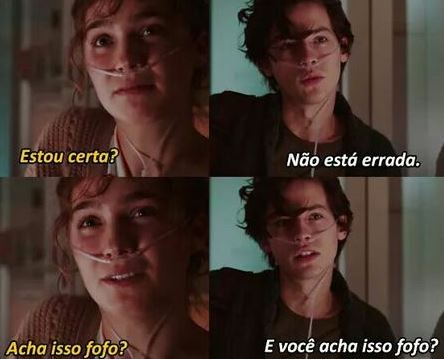 Estou certa?
Não está errada.
Acha isso fofo?
E você acha isso fofo?